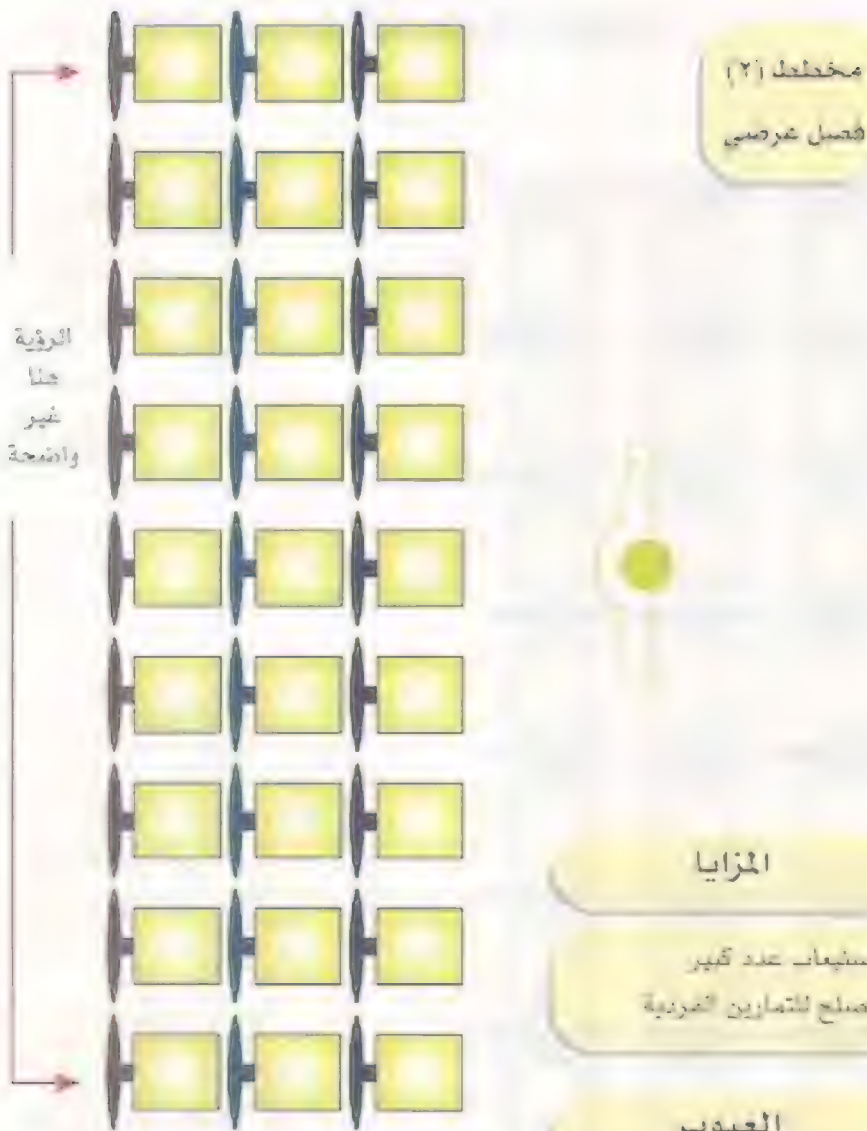 مخطط (٢)
فصل عرضي
الرؤية
هنا
غير
واضحة
المزايا
ستيعاب عدد كبير
صلح للتمارين الفردية
العيوب